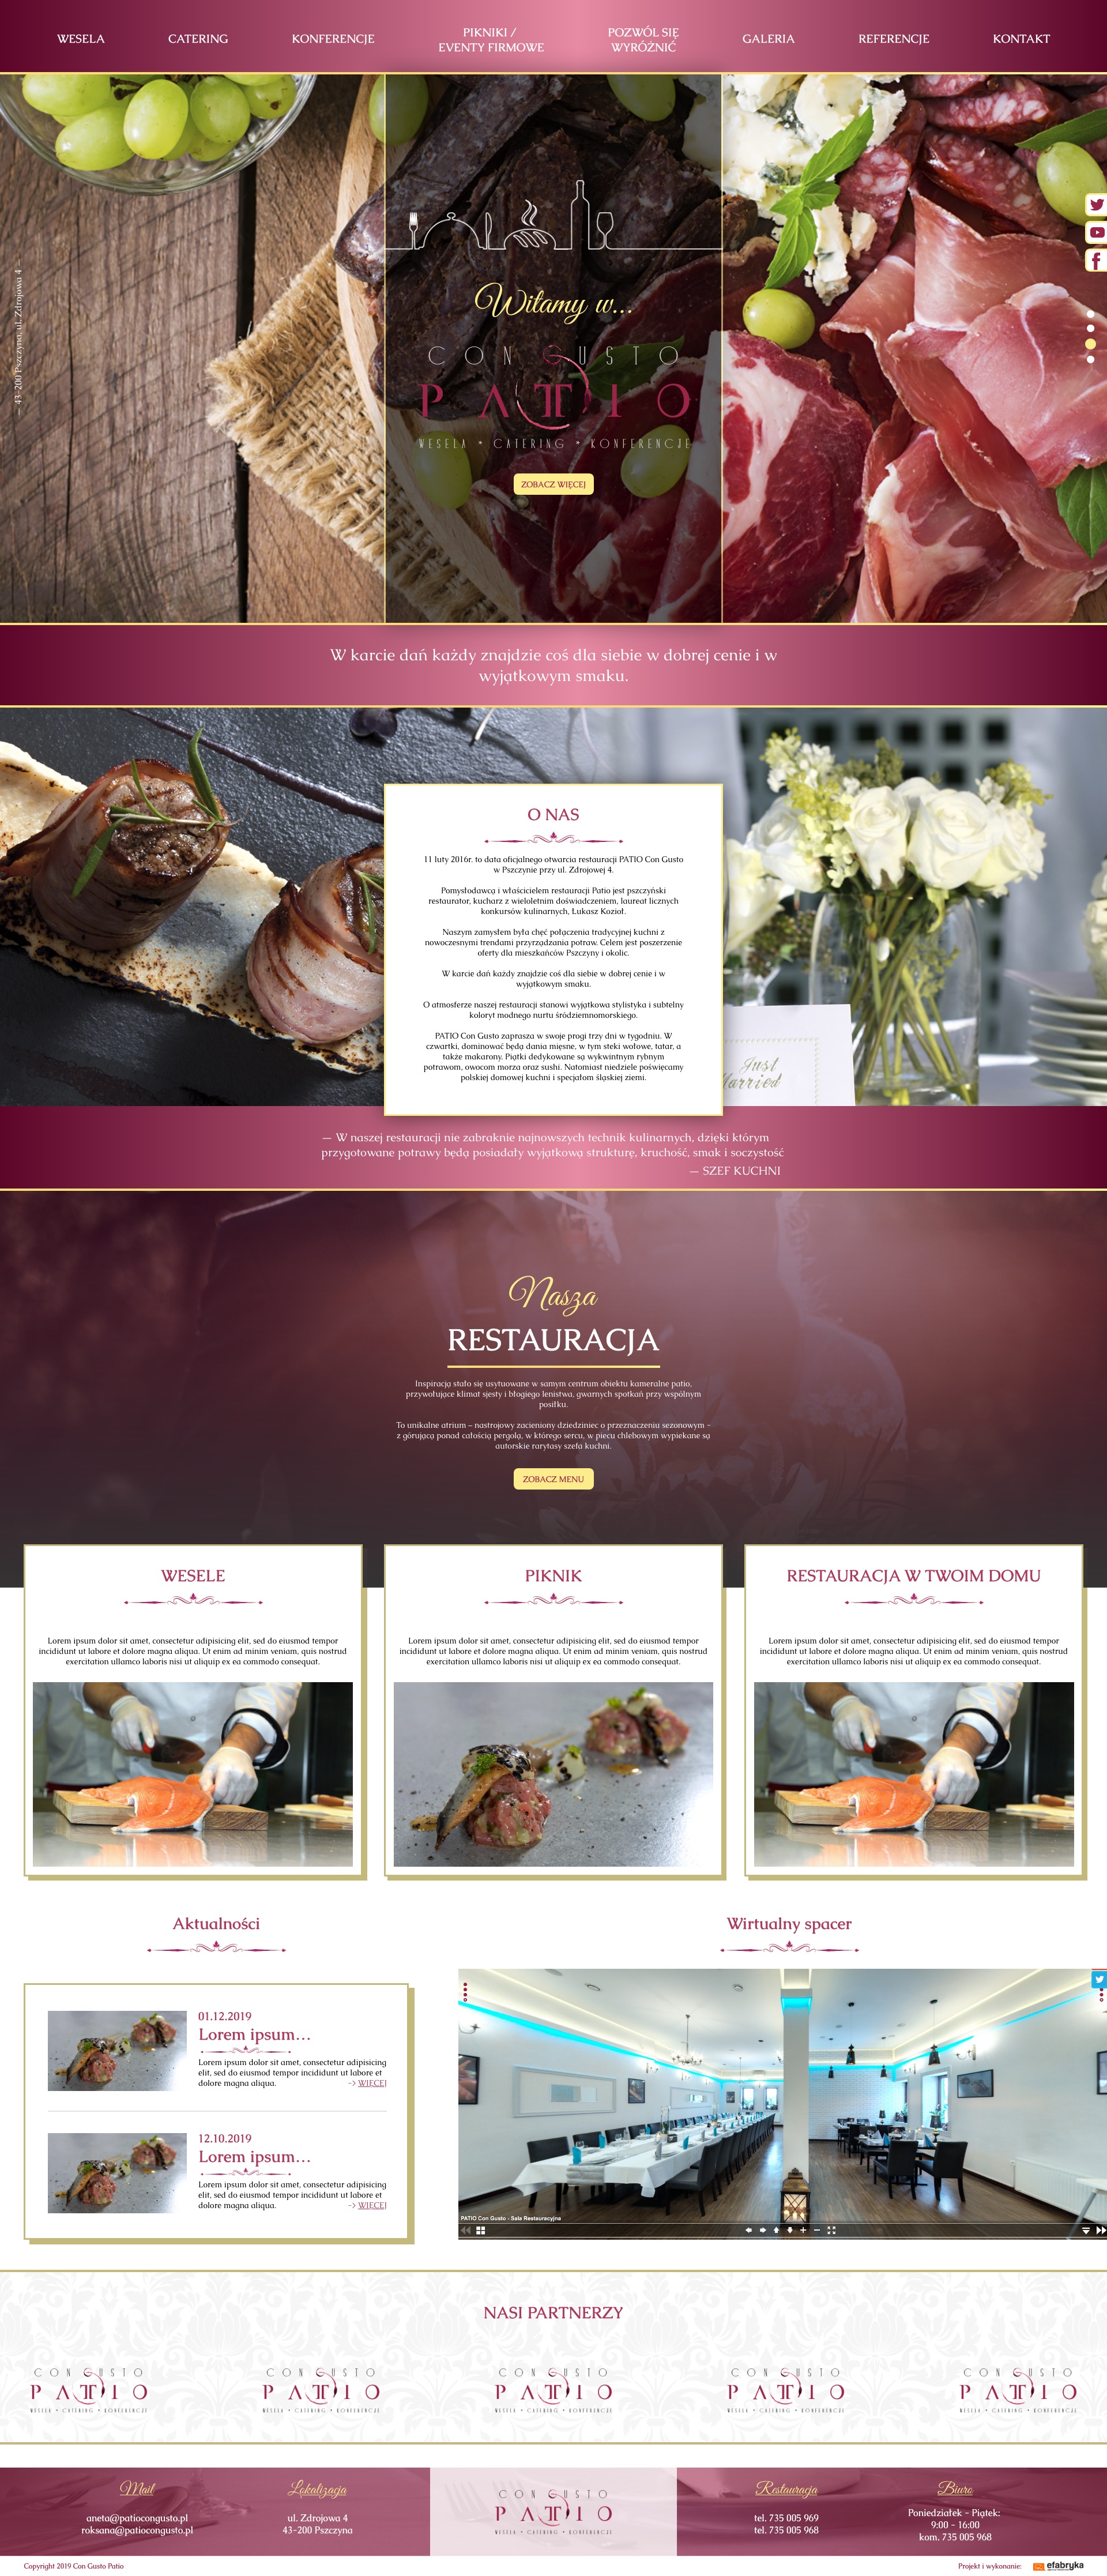 WESELA
CATERING
KONFERENCJE
PIKNIKI /
EVENTY FIRMOWE
POZWÓL SIĘ
WYRÓŻNIĆ
GALERIA
REFERENCJE
KONTAKT
— 43-200 Pszczyna, ul. Zdrojowa 4 —
Witamy w...
CON GUSTO
PATIO
WESELA * CATERING * KONFERENCJE
ZOBACZ WIĘCEJ
W karcie dań każdy znajdzie coś dla siebie w dobrej cenie i w
wyjątkowym smaku.
O NAS
11 luty 2016r. to data oficjalnego otwarcia restauracji PATIO Con Gusto
w Pszczynie przy ul. Zdrojowej 4.
Pomysłodawcą i właścicielem restauracji Patio jest pszczyński
restaurator, kucharz z wieloletnim doświadczeniem, laureat licznych
konkursów kulinarnych, Łukasz Kozioł.
Naszym zamysłem była chęć połączenia tradycyjnej kuchni z
nowoczesnymi trendami przyrządzania potraw. Celem jest poszerzenie
oferty dla mieszkańców Pszczyny i okolic.
W karcie dań każdy znajdzie coś dla siebie w dobrej cenie i w
wyjątkowym smaku.
O atmosferze naszej restauracji stanowi wyjątkowa stylistyka i subtelny
koloryt modnego nurtu śródziemnomorskiego.
PATIO Con Gusto zaprasza w swoje progi trzy dni w tygodniu. W
czwartki, dominować będą dania mięsne, w tym steki wołowe, tatar, a
także makarony. Piątki dedykowane są wykwintnym rybnym
potrawom, owocom morza oraz sushi. Natomiast niedziele poświęcamy
polskiej domowej kuchni i specjałom śląskiej ziemi.
Just
Married
— W naszej restauracji nie zabraknie najnowszych technik kulinarnych, dzięki którym
przygotowane potrawy będą posiadały wyjątkową strukturę, kruchość, smak i soczystość
— SZEF KUCHNI
Nasza
RESTAURACJA
Inspiracją stało się usytuowane w samym centrum obiektu kameralne patio,
przywołujące klimat sjesty i błogiego lenistwa, gwarnych spotkań przy wspólnym
posiłku.
To unikalne atrium – nastrojowy zacieniony dziedziniec o przeznaczeniu sezonowym -
z górującą ponad całością pergolą, w którego sercu, w piecu chlebowym wypiekane są
autorskie rarytasy szefa kuchni.
ZOBACZ MENU
WESELE
Lorem ipsum dolor sit amet, consectetur adipisicing elit, sed do eiusmod tempor
incididunt ut labore et dolore magna aliqua. Ut enim ad minim veniam, quis nostrud
exercitation ullamco laboris nisi ut aliquip ex ea commodo consequat.
PIKNIK
Lorem ipsum dolor sit amet, consectetur adipisicing elit, sed do eiusmod tempor
incididunt ut labore et dolore magna aliqua. Ut enim ad minim veniam, quis nostrud
exercitation ullamco laboris nisi ut aliquip ex ea commodo consequat.
RESTAURACJA W TWOIM DOMU
Lorem ipsum dolor sit amet, consectetur adipisicing elit, sed do eiusmod tempor
incididunt ut labore et dolore magna aliqua. Ut enim ad minim veniam, quis nostrud
exercitation ullamco laboris nisi ut aliquip ex ea commodo consequat.
Aktualności
01.12.2019
Lorem ipsum...
Lorem ipsum dolor sit amet, consectetur adipisicing
elit, sed do eiusmod tempor incididunt ut labore et
dolore magna aliqua. -> WIĘCEJ
12.10.2019
Lorem ipsum...
Lorem ipsum dolor sit amet, consectetur adipisicing
elit, sed do eiusmod tempor incididunt ut labore et
dolore magna aliqua. -> WIĘCEJ
Wirtualny spacer
PATIO Con Gusto - Sala Restauracyjna
NASI PARTNERZY
CON GUSTO
PATIO
WESELA * CATERING * KONFERENCJE
CON GUSTO
PATIO
WESELA * CATERING * KONFERENCJE
CON GUSTO
PATIO
WESELA * CATERING * KONFERENCJE
CON GUSTO
PATIO
WESELA * CATERING * KONFERENCJE
CON GUSTO
PATIO
WESELA * CATERING * KONFERENCJE
Mail
aneta@patiocongusto.pl
roksana@patiocongusto.pl
Lokalizacja
ul. Zdrojowa 4
43-200 Pszczyna
CON GUSTO
PATIO
WESELA * CATERING * KONFERENCJE
Restauracja
tel. 735 005 969
tel. 735 005 968
Biuro
Poniedziałek - Piątek:
9:00 - 16:00
kom. 735 005 968
Copyright 2019 Con Gusto Patio
Projekt i wykonanie:
efabryka